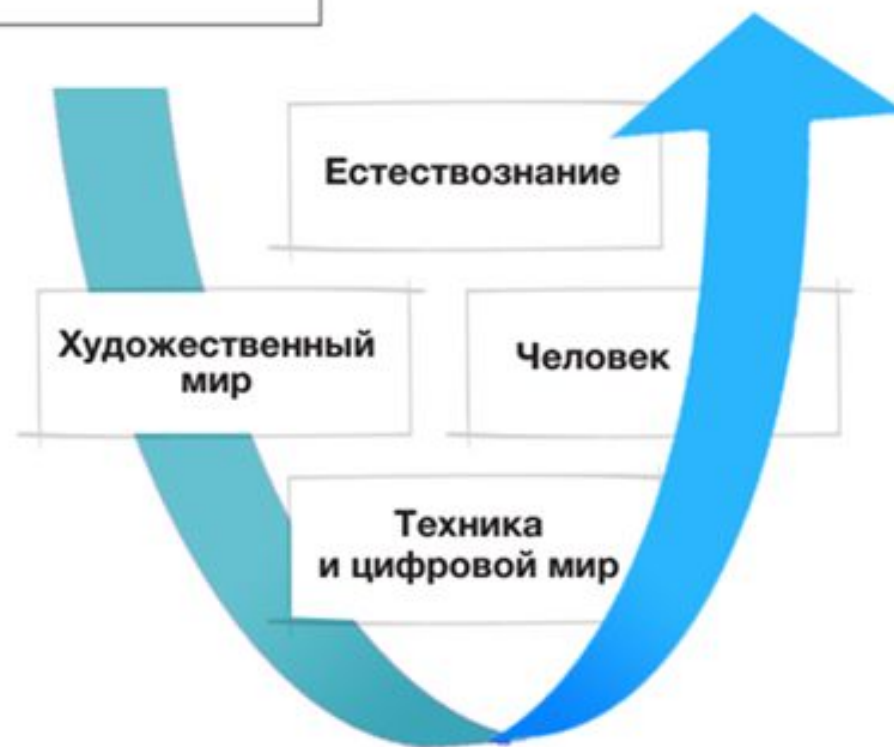 Естествознание
Художественный
мир
Человек
Техника
и цифровой мир